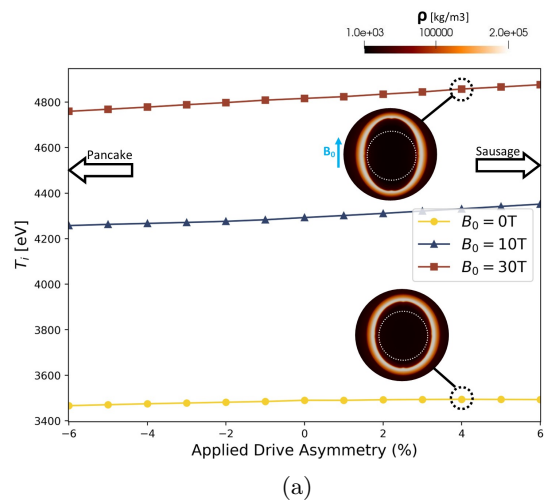 ρ [kg/m3]
1.0e+03 100000 2.0e+05
4800
4600
4400
4200
4000
3800
3600
3400
T_i [eV]
Pancake
Sausage
B₀
B₀ = 0T
B₀ = 10T
B₀ = 30T
−6 −4 −2 0 2 4 6
Applied Drive Asymmetry (%)
(a)